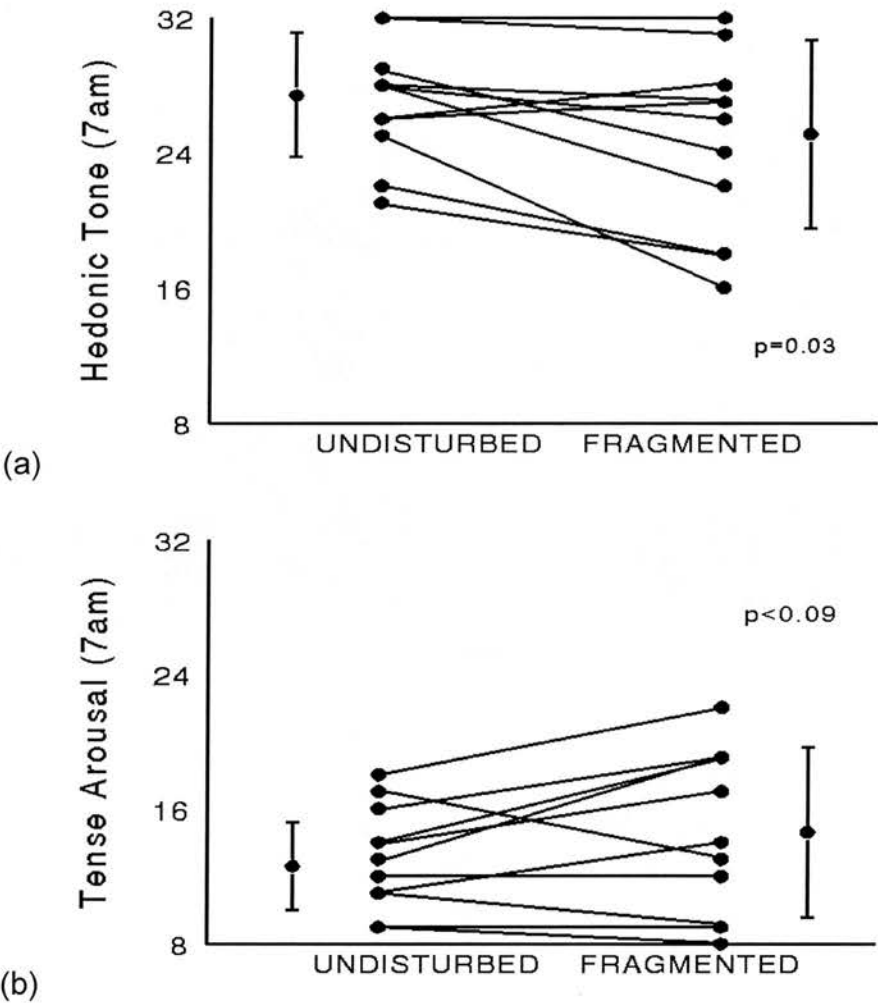 32
24
16
8
Hedonic Tone (7am)
p=0.03
UNDISTURBED FRAGMENTED
(a)
32
24
16
8
Tense Arousal (7am)
p<0.09
UNDISTURBED FRAGMENTED
(b)